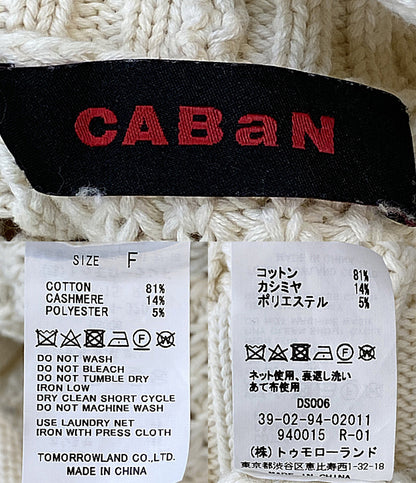 CABaN
SIZE F
COTTON 81%
CASHMERE 14%
POLYESTER 5%
DO NOT WASH
DO NOT BLEACH
DO NOT TUMBLE DRY
IRON LOW
DRY CLEAN SHORT CYCLE
DO NOT MACHINE WASH
USE LAUNDRY NET
IRON WITH PRESS CLOTH
TOMORROWLAND CO.,LTD.
MADE IN CHINA
コットン 81%
カシミヤ 14%
ポリエステル 5%
ネット使用、裏返し洗い
あて布使用
DS006
39-02-94-02011
940015 R-01
(株)トゥモローランド
東京都渋谷区恵比寿西1-32-18
MADE IN CHINA